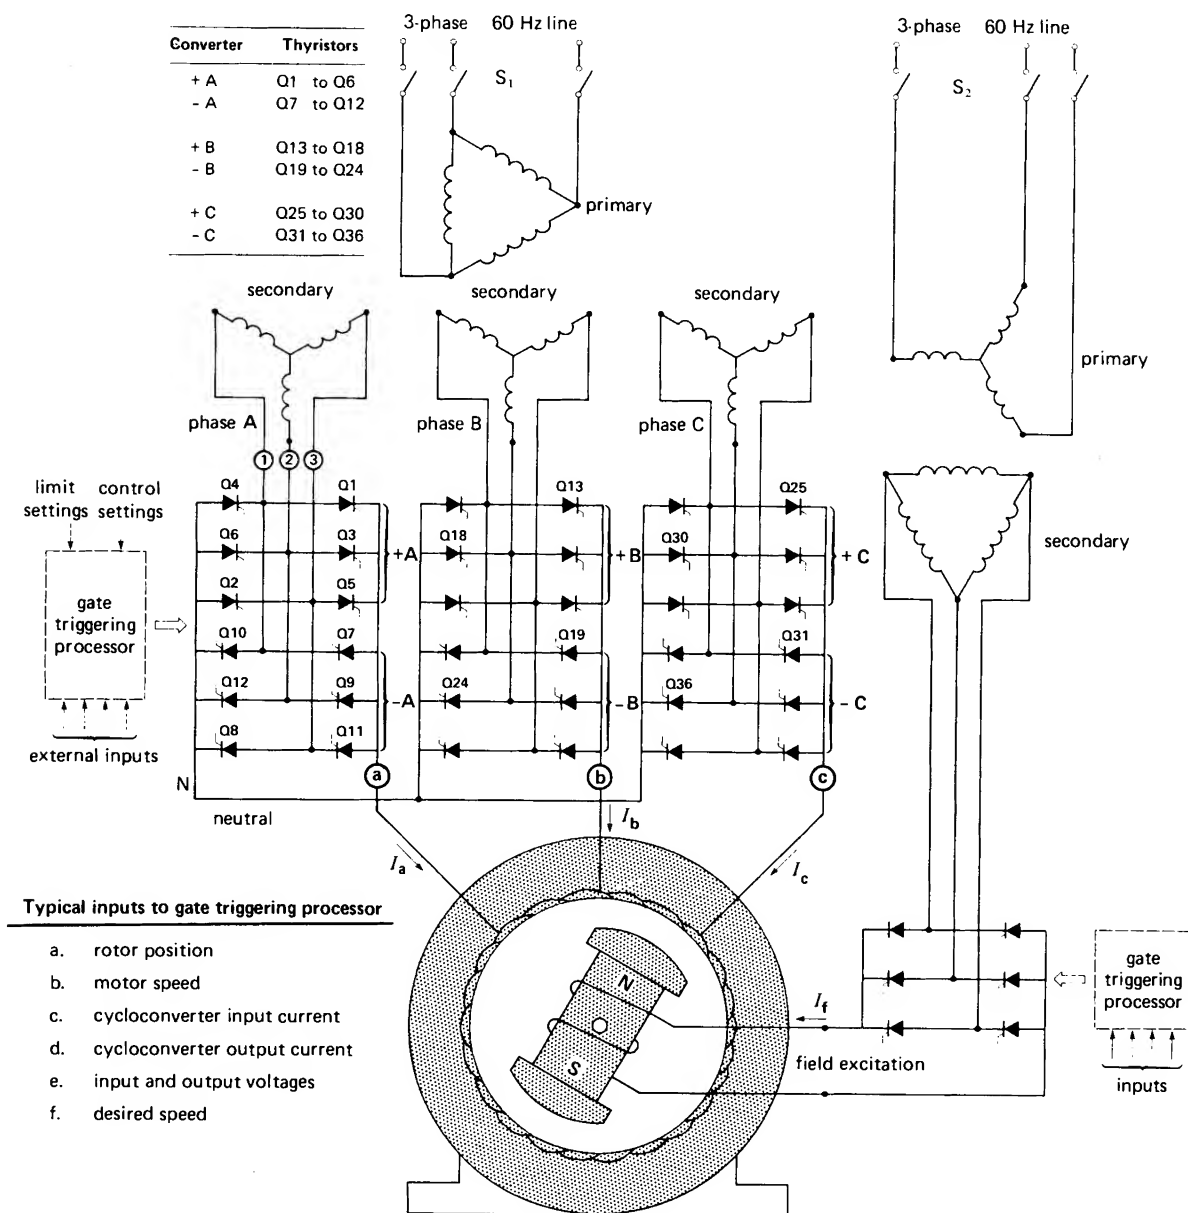 3-phase 60 Hz line
3-phase 60 Hz line
Converter Thyristors
+ A Q1 to Q6
- A Q7 to Q12
+ B Q13 to Q18
- B Q19 to Q24
+ C Q25 to Q30
- C Q31 to Q36
S1
S2
primary
primary
secondary
secondary
secondary
phase A
phase B
phase C
1 2 3
secondary
limit settings
control settings
gate triggering processor
external inputs
Q4 Q1
Q6 Q3
Q2 Q5
Q10 Q7
Q12 Q9
Q8 Q11
+A
-A
Q13
Q18
Q19
Q24
+B
-B
Q25
Q30
Q31
Q36
+ C
- C
N
neutral
a
b
c
Ia
Ib
Ic
If
N
S
field excitation
gate triggering processor
inputs
Typical inputs to gate triggering processor
a. rotor position
b. motor speed
c. cycloconverter input current
d. cycloconverter output current
e. input and output voltages
f. desired speed